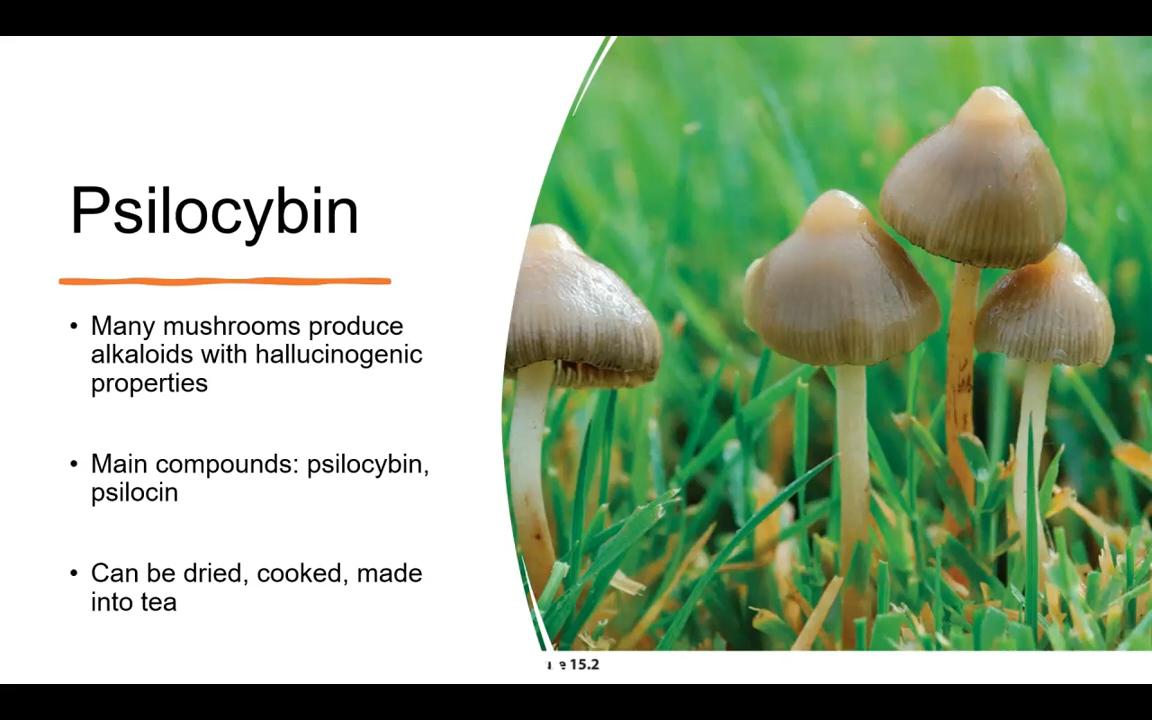 Psilocybin
• Many mushrooms produce
alkaloids with hallucinogenic
properties
• Main compounds: psilocybin,
psilocin
• Can be dried, cooked, made
into tea
15.2